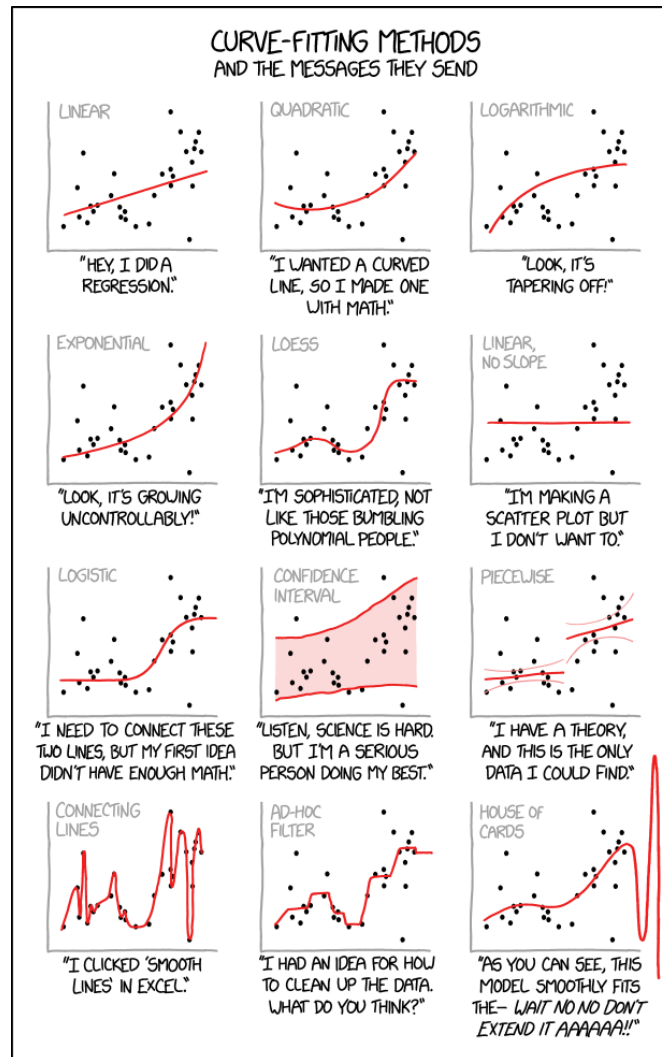 CURVE-FITTING METHODS
AND THE MESSAGES THEY SEND
LINEAR
"HEY, I DID A
REGRESSION."
QUADRATIC
"I WANTED A CURVED
LINE, SO I MADE ONE
WITH MATH."
LOGARITHMIC
"LOOK, IT'S
TAPERING OFF!"
EXPONENTIAL
"LOOK, IT'S GROWING
UNCONTROLLABLY!"
LOESS
"I'M SOPHISTICATED, NOT
LIKE THOSE BUMBLING
POLYNOMIAL PEOPLE."
LINEAR,
NO SLOPE
"I'M MAKING A
SCATTER PLOT BUT
I DON'T WANT TO."
LOGISTIC
"I NEED TO CONNECT THESE
TWO LINES, BUT MY FIRST IDEA
DIDN'T HAVE ENOUGH MATH."
CONFIDENCE
INTERVAL
"LISTEN, SCIENCE IS HARD.
BUT I'M A SERIOUS
PERSON DOING MY BEST."
PIECEWISE
"I HAVE A THEORY,
AND THIS IS THE ONLY
DATA I COULD FIND."
CONNECTING
LINES
"I CLICKED 'SMOOTH
LINES' IN EXCEL."
AD-HOC
FILTER
"I HAD AN IDEA FOR HOW
TO CLEAN UP THE DATA.
WHAT DO YOU THINK?"
HOUSE OF
CARDS
"AS YOU CAN SEE, THIS
MODEL SMOOTHLY FITS
THE- WAIT NO NO DON'T
EXTEND IT AAAAAA!!"